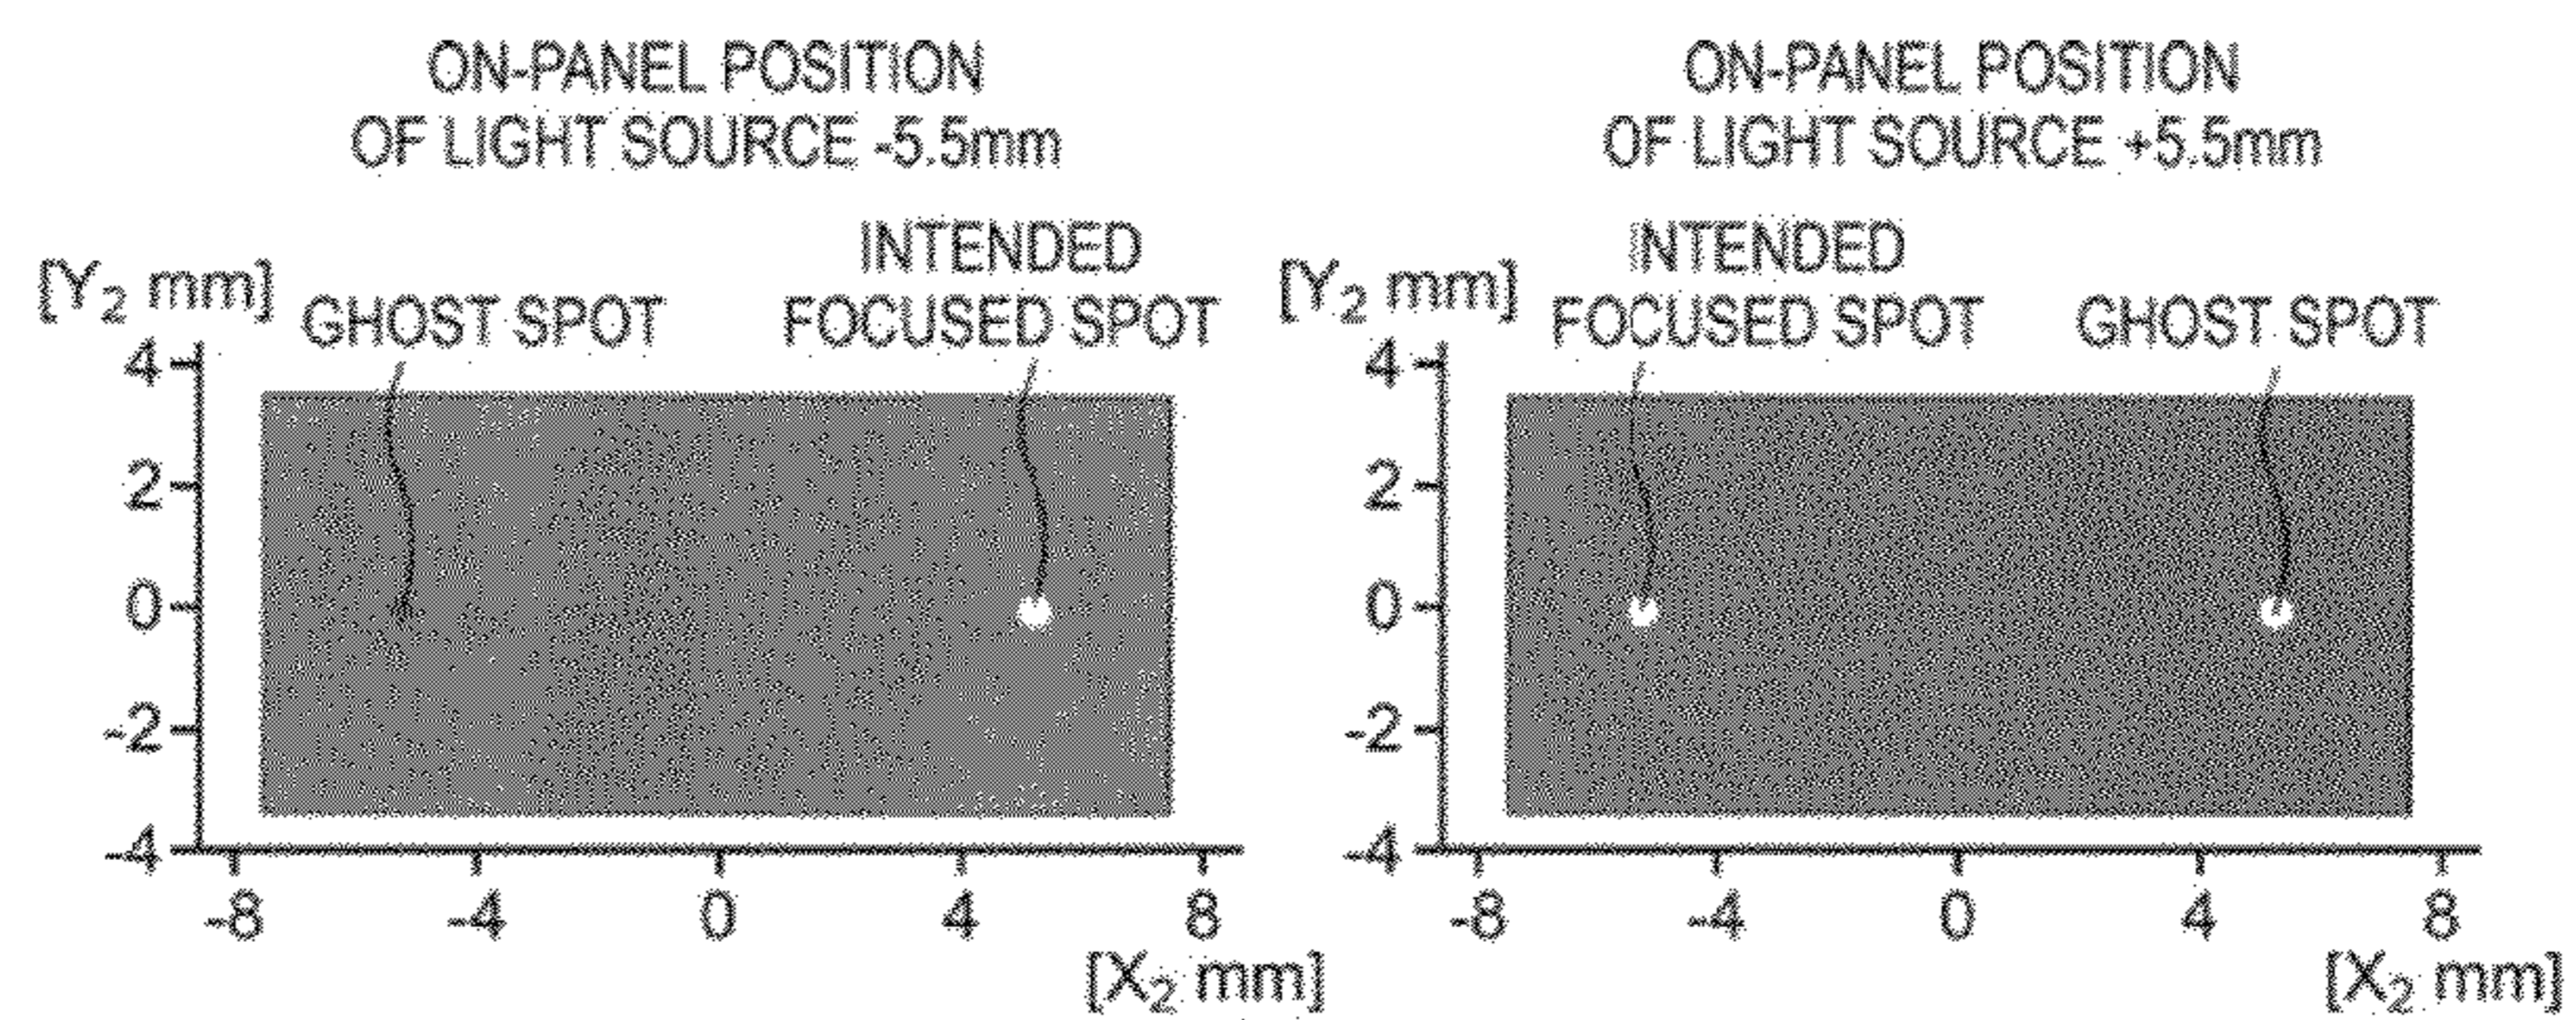 ON-PANEL POSITION
OF LIGHT SOURCE -5.5mm
INTENDED
FOCUSED SPOT
GHOST SPOT
[Y2 mm]
4
2
0
-2
-4
-8 -4 0 4 8
[X2 mm]
ON-PANEL POSITION
OF LIGHT SOURCE +5.5mm
INTENDED
FOCUSED SPOT
GHOST SPOT
[Y2 mm]
4
2
0
-2
-4
-8 -4 0 4 8
[X2 mm]